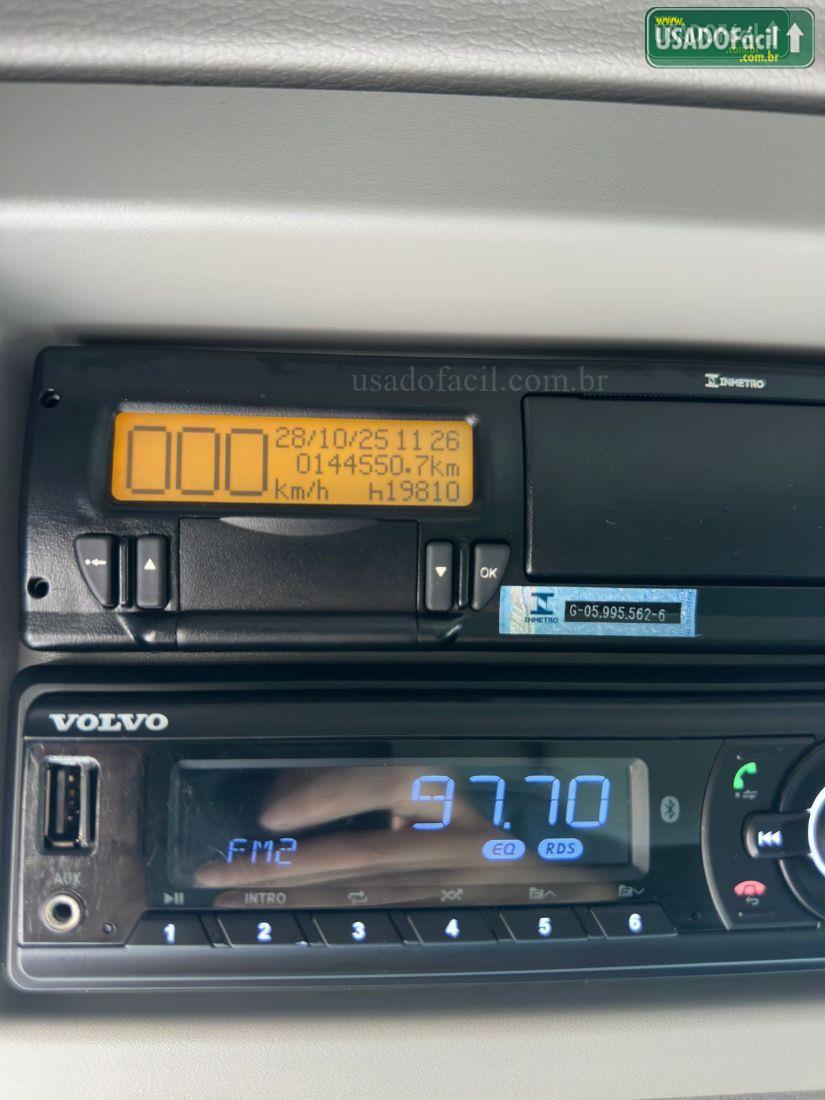 www.
USADOFácil
.com.br
usadofacil.com.br
INMETRO
000
28/10/25 11 26
0144550.7km
km/h h19810
OK
INMETRO G-05.995.562-6
VOLVO
97.70
FM2 EQ RDS
AUX
INTRO
1 2 3 4 5 6